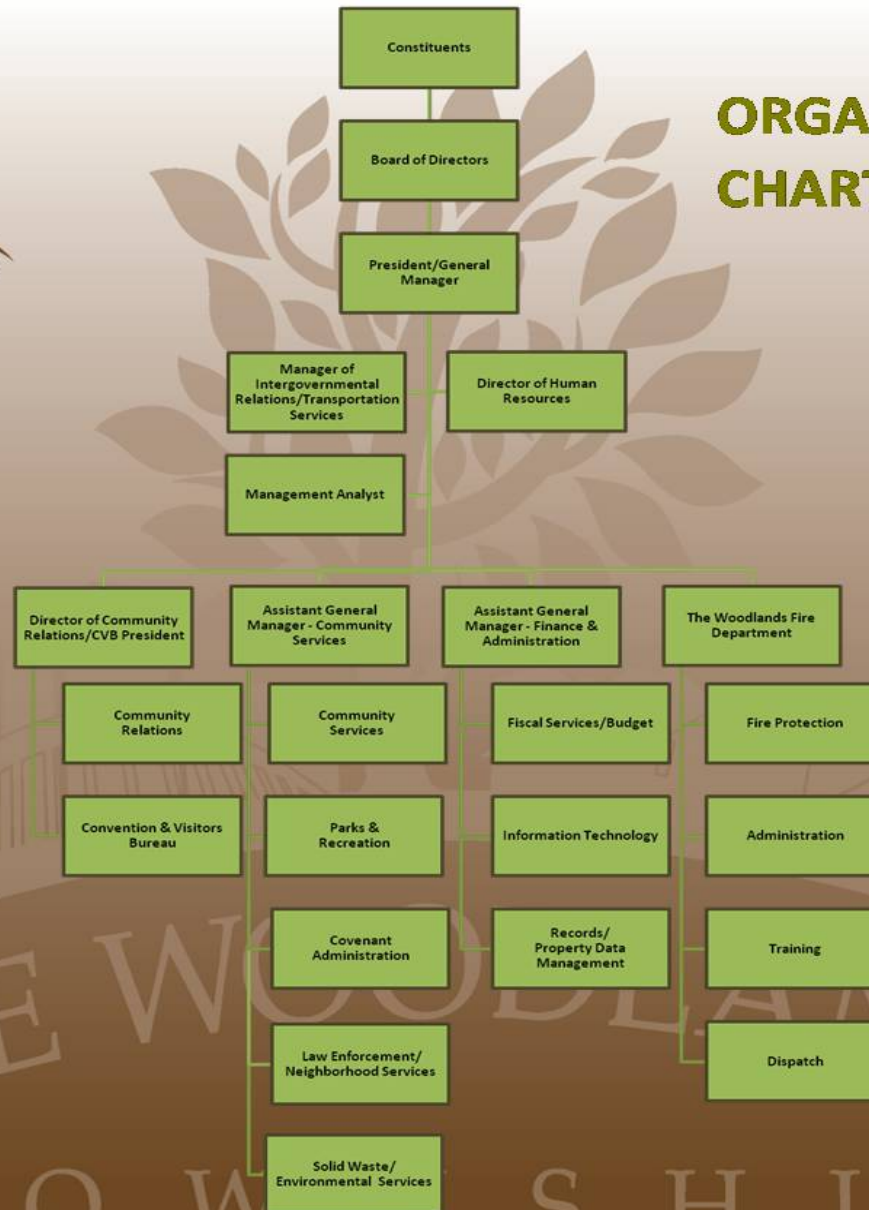 Constituents
ORGA
CHART
Board of Directors
President/General
Manager
Manager of
Intergovernmental
Relations/Transportation
Services
Director of Human
Resources
Management Analyst
Director of Community
Relations/CVB President
Assistant General
Manager - Community
Services
Assistant General
Manager - Finance &
Administration
The Woodlands Fire
Department
Community
Relations
Community
Services
Fiscal Services/Budget
Fire Protection
Convention & Visitors
Bureau
Parks &
Recreation
Information Technology
Administration
Covenant
Administration
Records/
Property Data
Management
Training
Law Enforcement/
Neighborhood Services
Dispatch
Solid Waste/
Environmental Services
E WOODLAN
OWNSHI